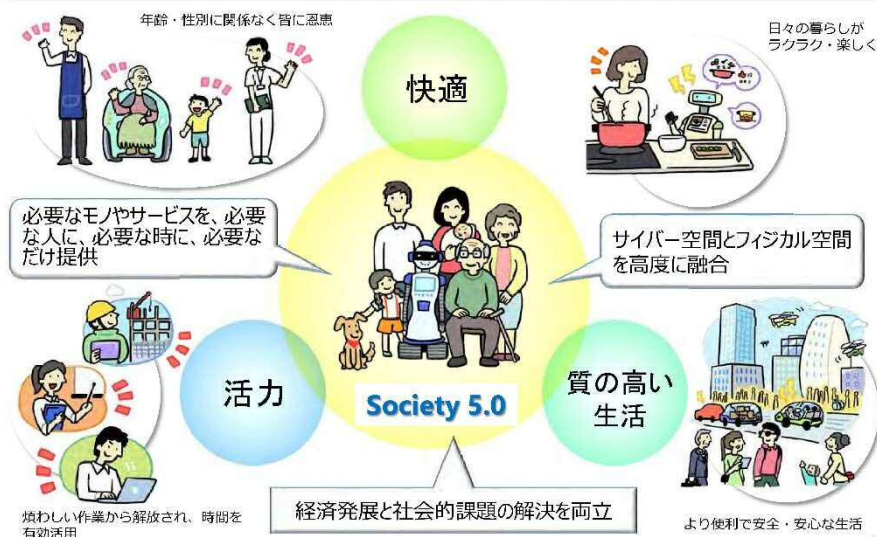 年齢・性別に関係なく皆に恩恵
日々の暮らしが
ラクラク・楽しく
快適
必要なモノやサービスを、必要
な人に、必要な時に、必要な
だけ提供
サイバー空間とフィジカル空間
を高度に融合
活力
Society 5.0
質の高い
生活
経済発展と社会的課題の解決を両立
煩わしい作業から解放され、時間を
有効活用
より便利で安全・安心な生活